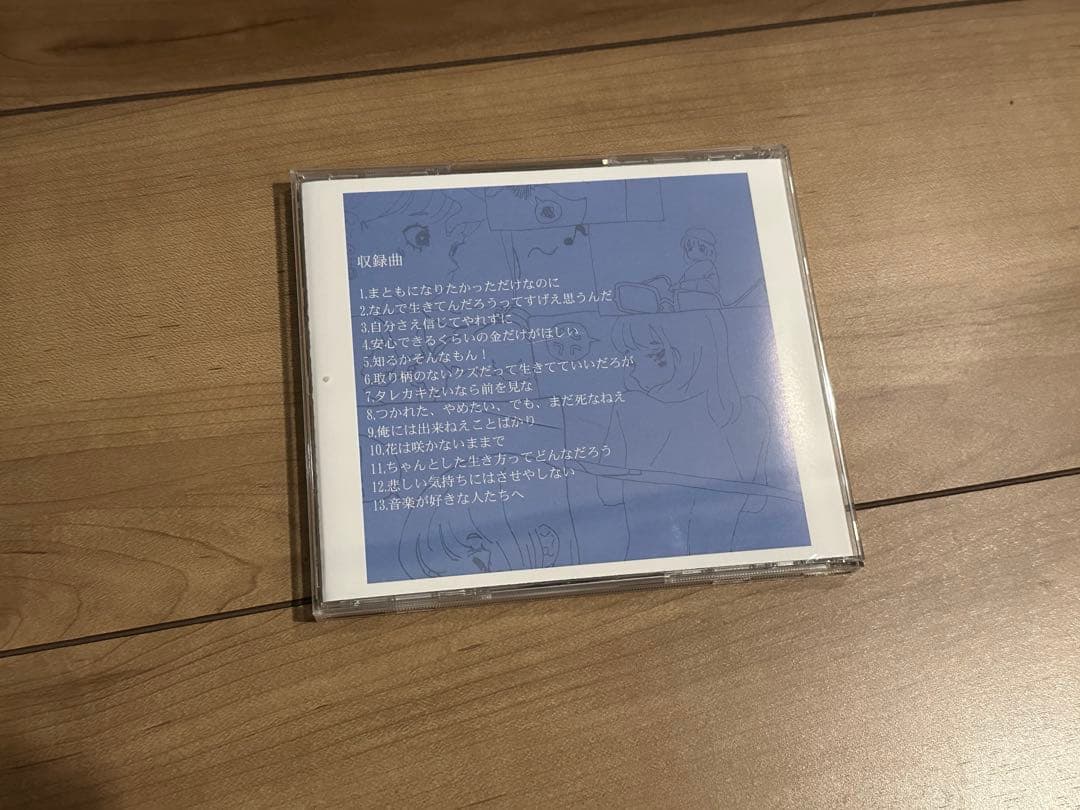 収録曲
1.まともになりたかっただけなのに
2.なんで生きてんだろうってすげえ思うんだ
3.自分さえ信じてやれずに
4.安心できるくらいの金だけがほしい
5.知るかそんなもん！
6.取り柄のないクズだって生きてていいだろが
7.タレカキたいなら前を見な
8.つかれた、やめたい、でも、まだ死なねえ
9.俺には出来ねえことばかり
10.花は咲かないままで
11.ちゃんとした生き方ってどんなだろう
12.悲しい気持ちにはさせやしない
13.音楽が好きな人たちへ